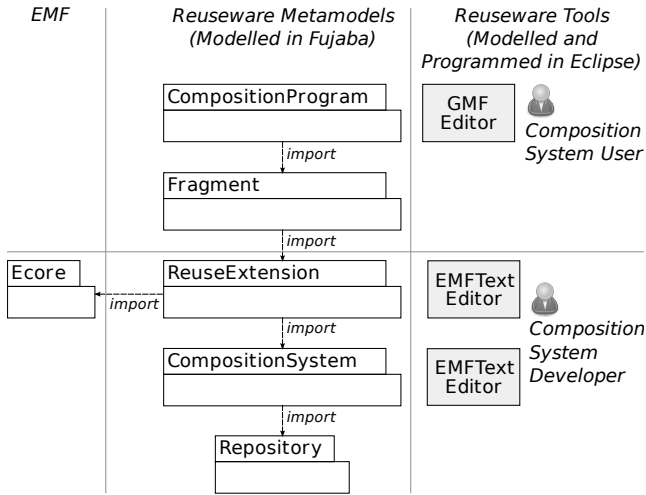 EMF
Reuseware Metamodels
(Modelled in Fujaba)
Reuseware Tools
(Modelled and
Programmed in Eclipse)
CompositionProgram
GMF
Editor
Composition
System User
import
Fragment
import
Ecore
ReuseExtension
import
EMFText
Editor
Composition
System
Developer
import
CompositionSystem
EMFText
Editor
import
Repository